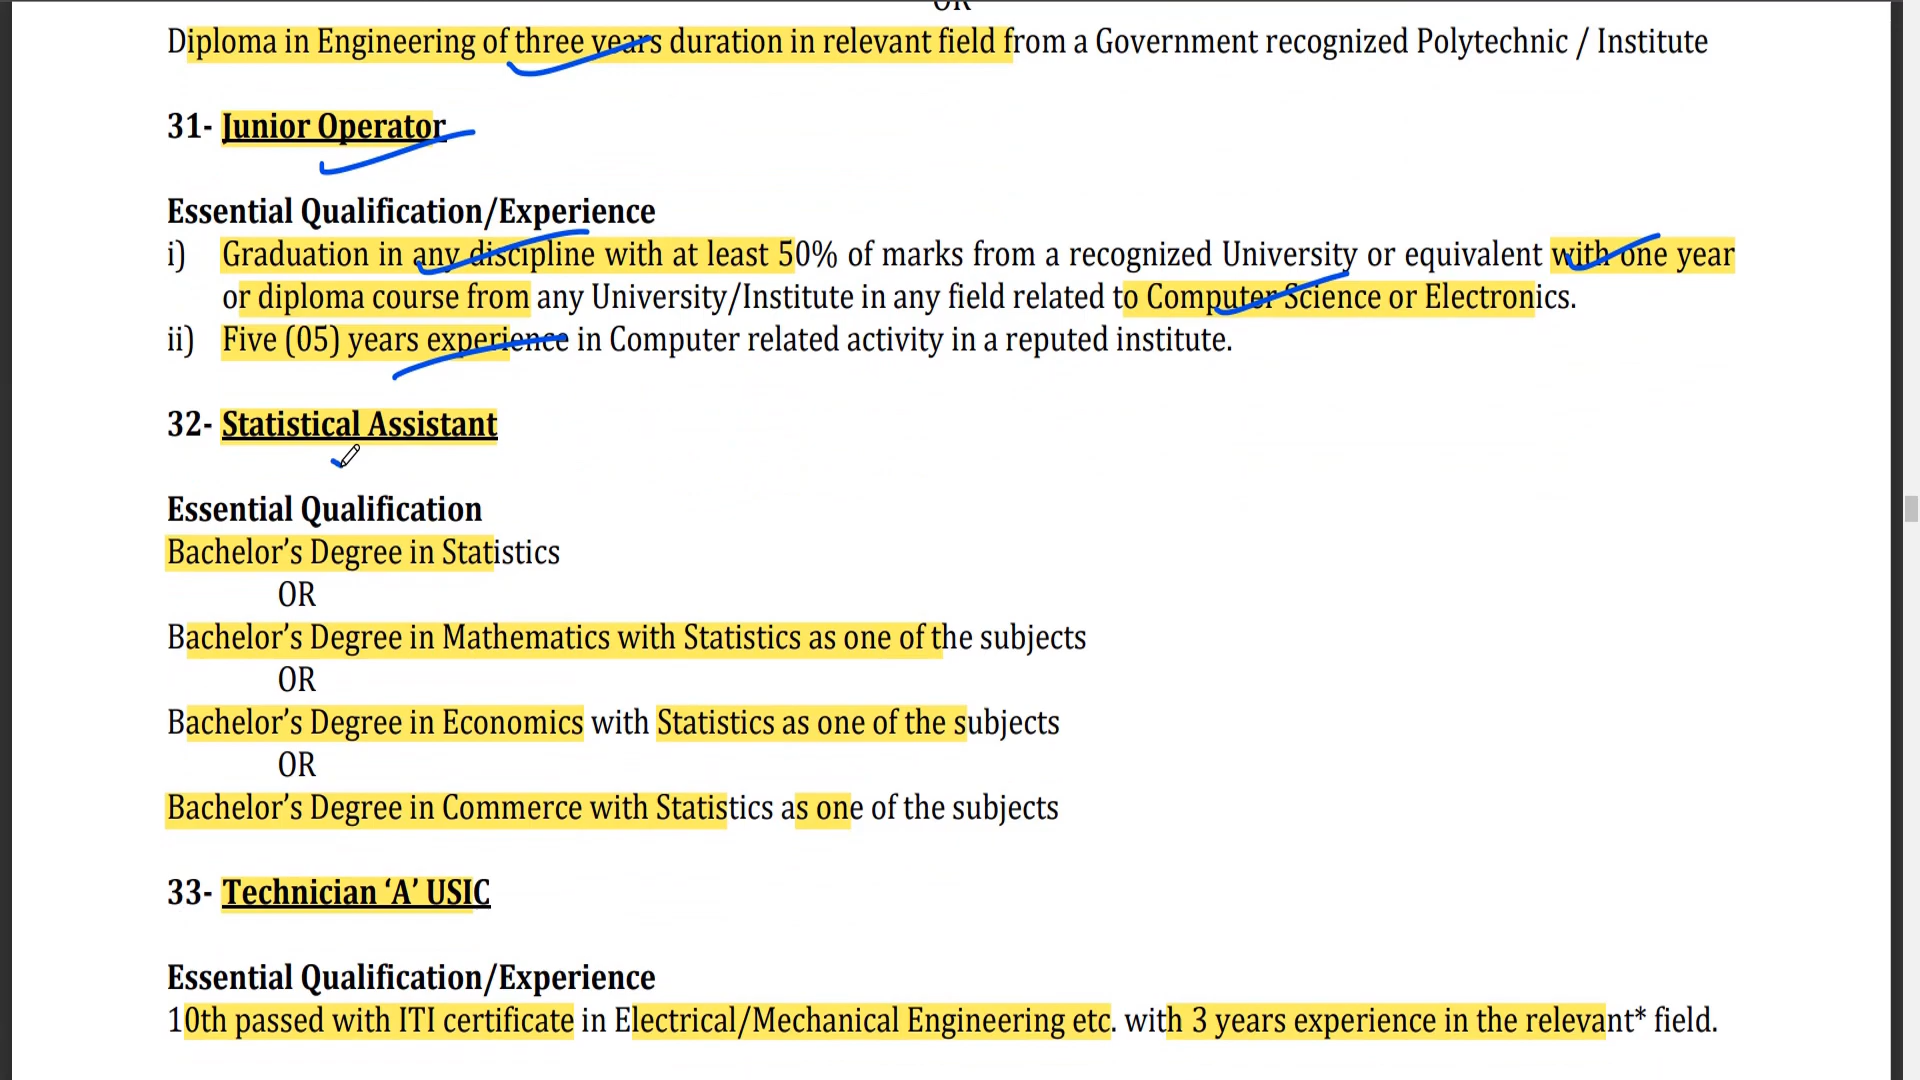 OR
Diploma in Engineering of three years duration in relevant field from a Government recognized Polytechnic / Institute
31- Junior Operator
Essential Qualification/Experience
i) Graduation in any discipline with at least 50% of marks from a recognized University or equivalent with one year
or diploma course from any University/Institute in any field related to Computer Science or Electronics.
ii) Five (05) years experience in Computer related activity in a reputed institute.
32- Statistical Assistant
Essential Qualification
Bachelor’s Degree in Statistics
OR
Bachelor’s Degree in Mathematics with Statistics as one of the subjects
OR
Bachelor’s Degree in Economics with Statistics as one of the subjects
OR
Bachelor’s Degree in Commerce with Statistics as one of the subjects
33- Technician ‘A’ USIC
Essential Qualification/Experience
10th passed with ITI certificate in Electrical/Mechanical Engineering etc. with 3 years experience in the relevant* field.